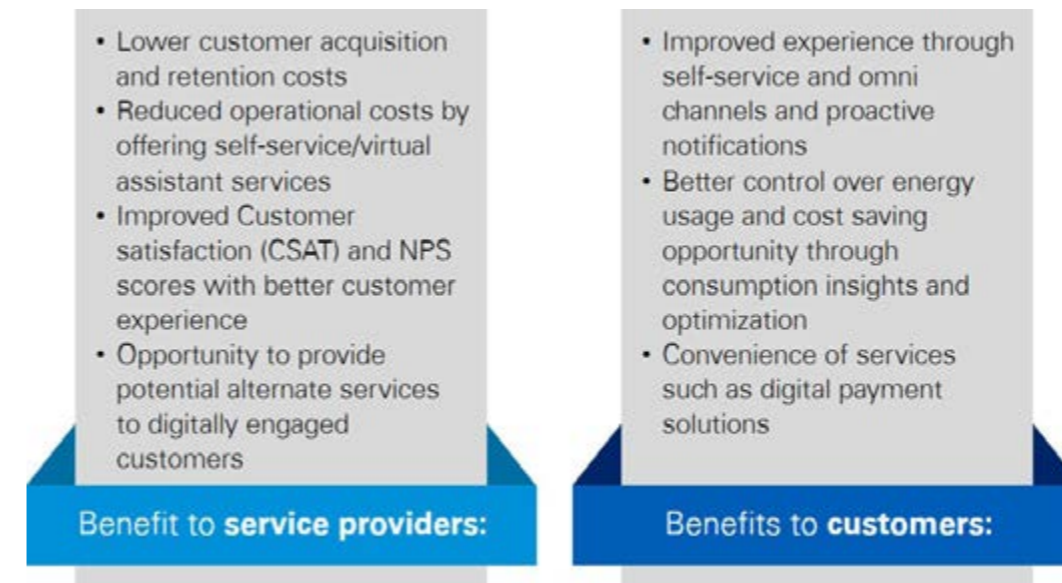 • Lower customer acquisition
and retention costs
• Reduced operational costs by
offering self-service/virtual
assistant services
• Improved Customer
satisfaction (CSAT) and NPS
scores with better customer
experience
• Opportunity to provide
potential alternate services
to digitally engaged
customers
Benefit to service providers:
• Improved experience through
self-service and omni
channels and proactive
notifications
• Better control over energy
usage and cost saving
opportunity through
consumption insights and
optimization
• Convenience of services
such as digital payment
solutions
Benefits to customers: